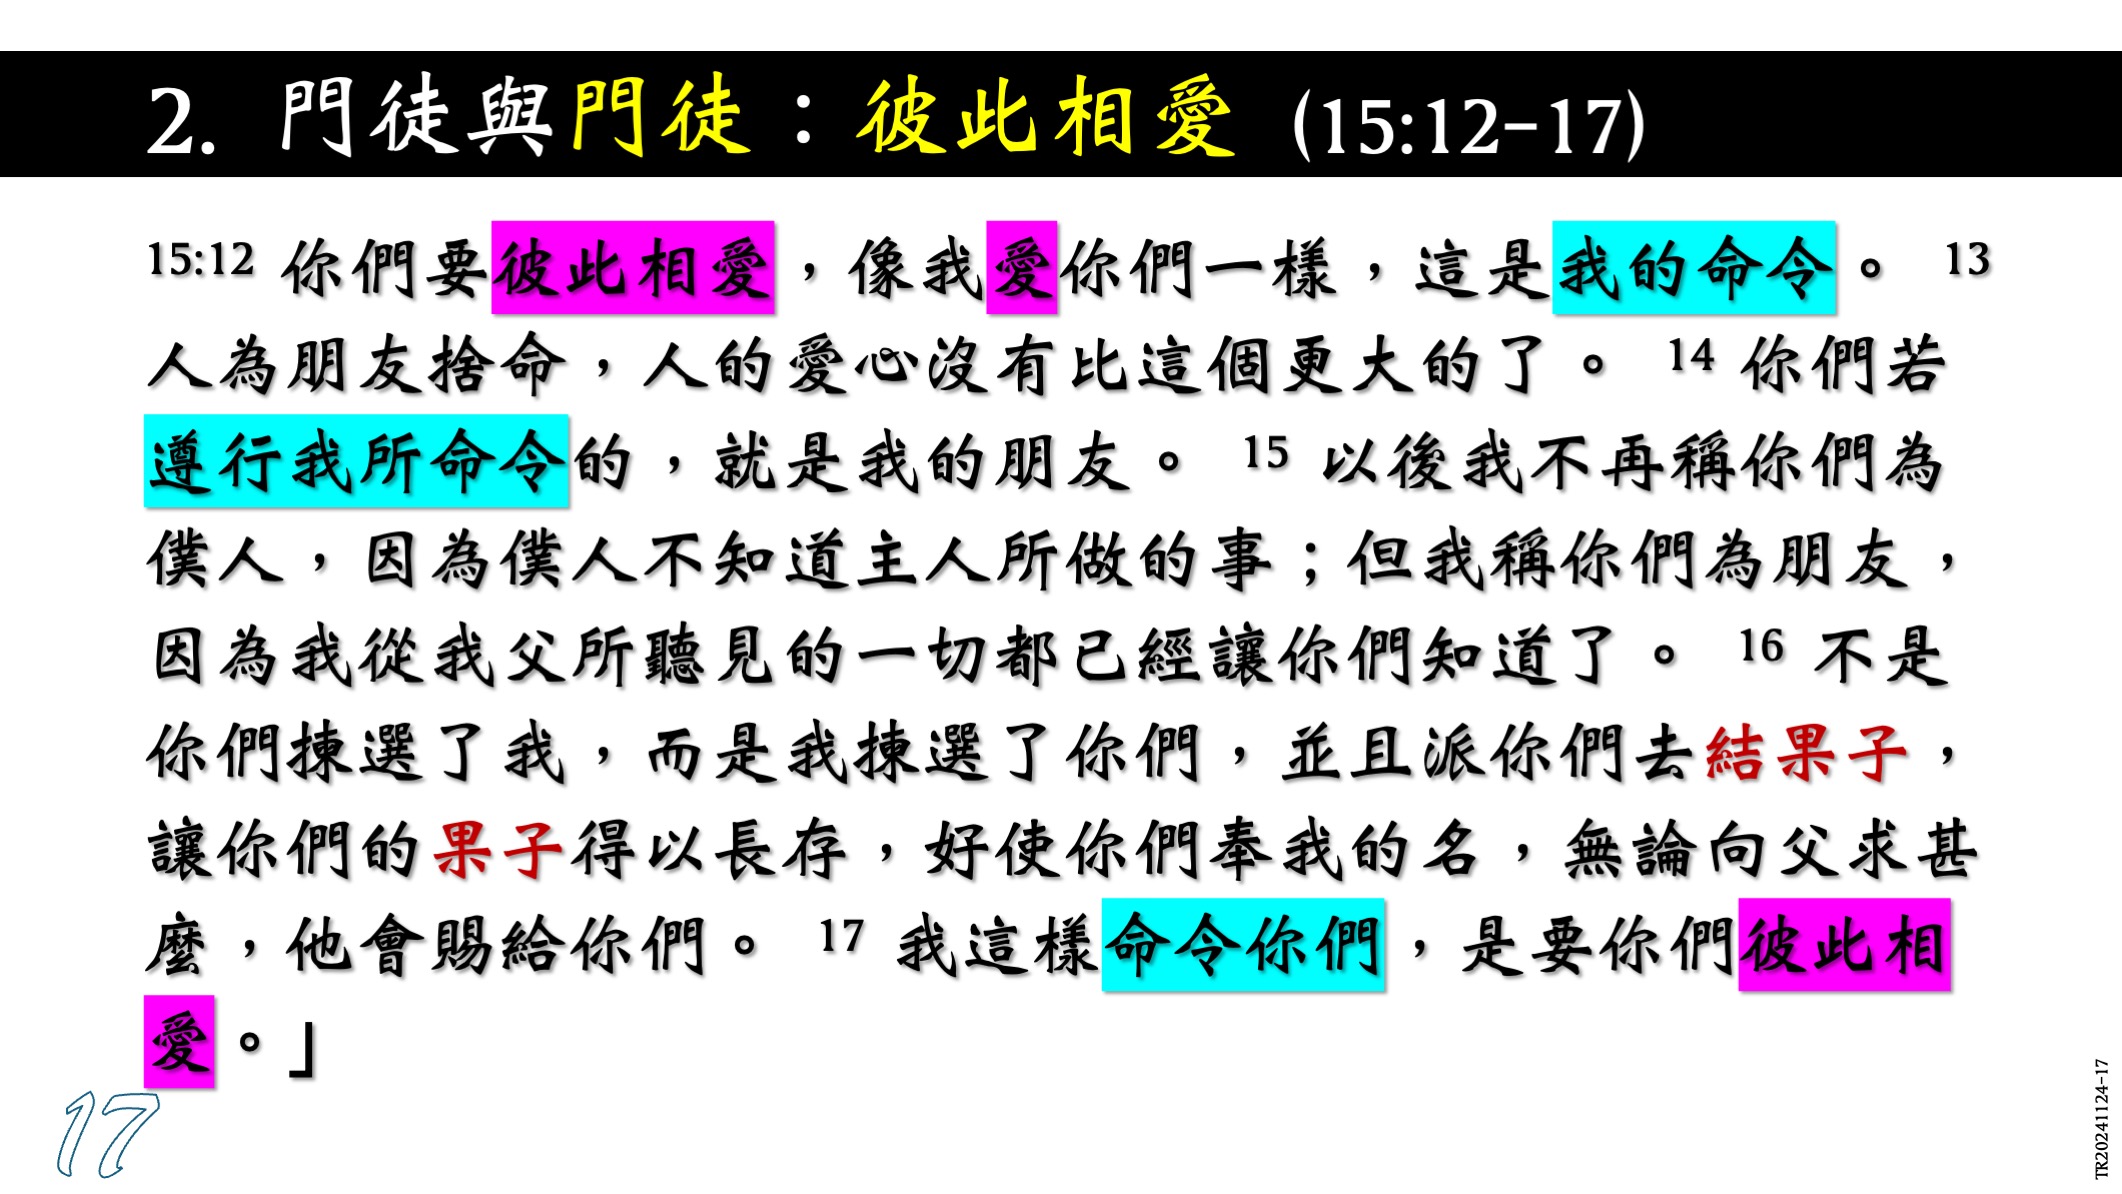 2. 門徒與門徒：彼此相愛 (15:12-17)
15:12 你們要彼此相愛，像我愛你們一樣，這是我的命令。 13
人為朋友捨命，人的愛心沒有比這個更大的了。 14 你們若
遵行我所命令的，就是我的朋友。 15 以後我不再稱你們為
僕人，因為僕人不知道主人所做的事；但我稱你們為朋友，
因為我從我父所聽見的一切都已經讓你們知道了。 16 不是
你們揀選了我，而是我揀選了你們，並且派你們去結果子，
讓你們的果子得以長存，好使你們奉我的名，無論向父求甚
麼，他會賜給你們。 17 我這樣命令你們，是要你們彼此相
愛。」
17
TR20241124-17